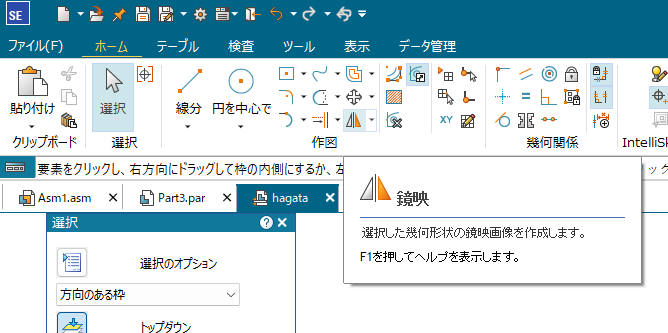 SE
ファイル(F) ホーム テーブル 検査 ツール 表示 データ管理
貼り付け 選択 線分 円を中心で XY
クリップボード 選択 作図 幾何関係 IntelliSk
要素をクリックし、右方向にドラッグして枠の内側にするか、左
ック
Asm1.asm Part3.par hagata
鏡映
選択した幾何形状の鏡映画像を作成します。
F1を押してヘルプを表示します。
選択
選択のオプション
方向のある枠
トップダウン